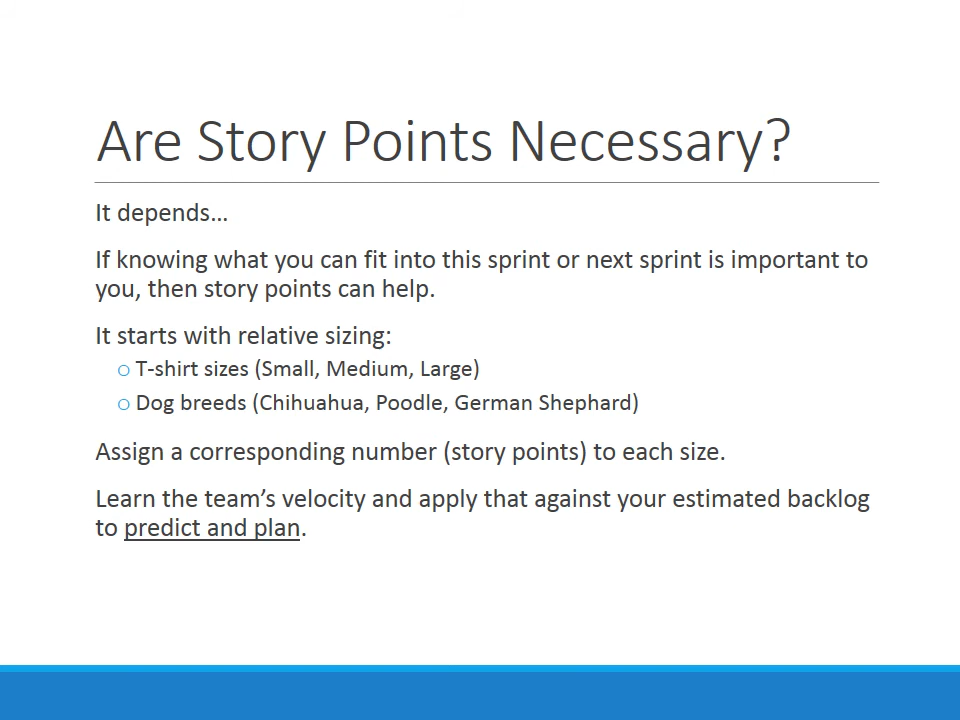 Are Story Points Necessary?
It depends…
If knowing what you can fit into this sprint or next sprint is important to
you, then story points can help.
It starts with relative sizing:
o T-shirt sizes (Small, Medium, Large)
o Dog breeds (Chihuahua, Poodle, German Shephard)
Assign a corresponding number (story points) to each size.
Learn the team’s velocity and apply that against your estimated backlog
to predict and plan.